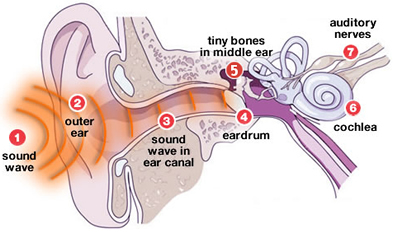 1
sound
wave
2
outer
ear
3
sound
wave in
ear canal
4
eardrum
tiny bones
in middle ear
5
6
cochlea
auditory
nerves
7